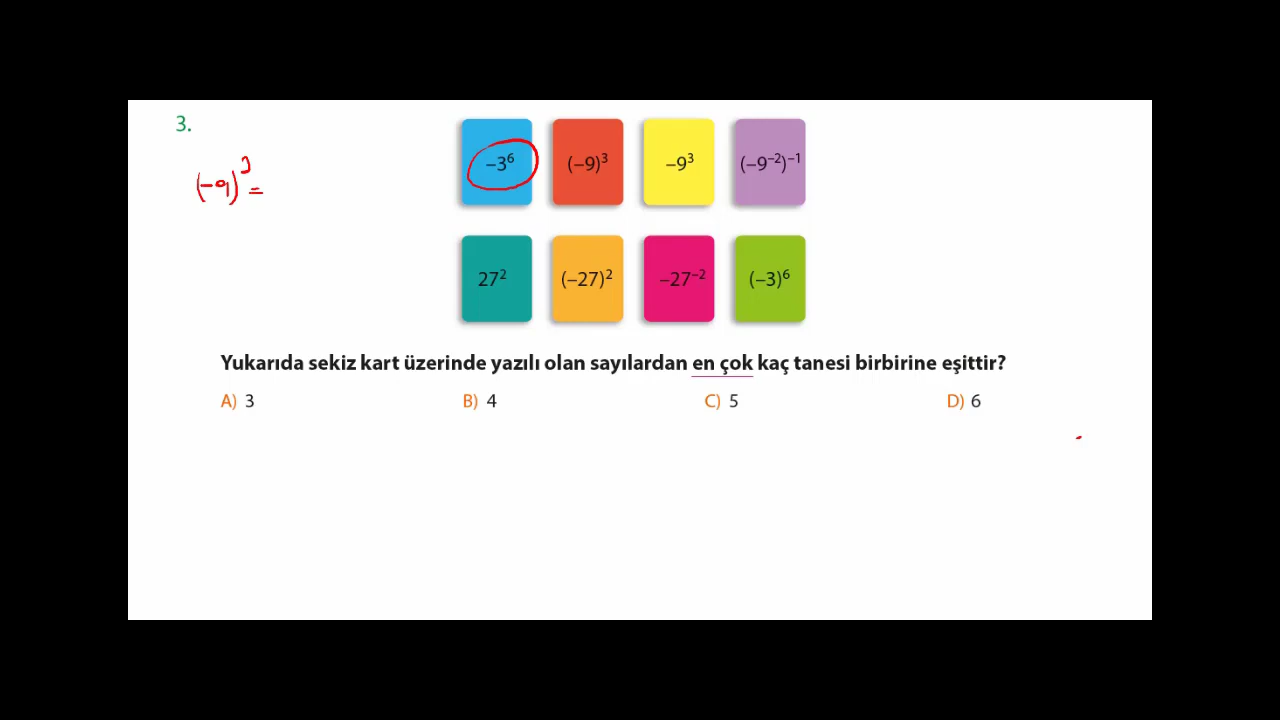 3.
(-9)³ =
–3⁶ (–9)³ –9³ (–9⁻²)⁻¹
27² (–27)² –27⁻² (–3)⁶
Yukarıda sekiz kart üzerinde yazılı olan sayılardan en çok kaç tanesi birbirine eşittir?
A) 3 B) 4 C) 5 D) 6